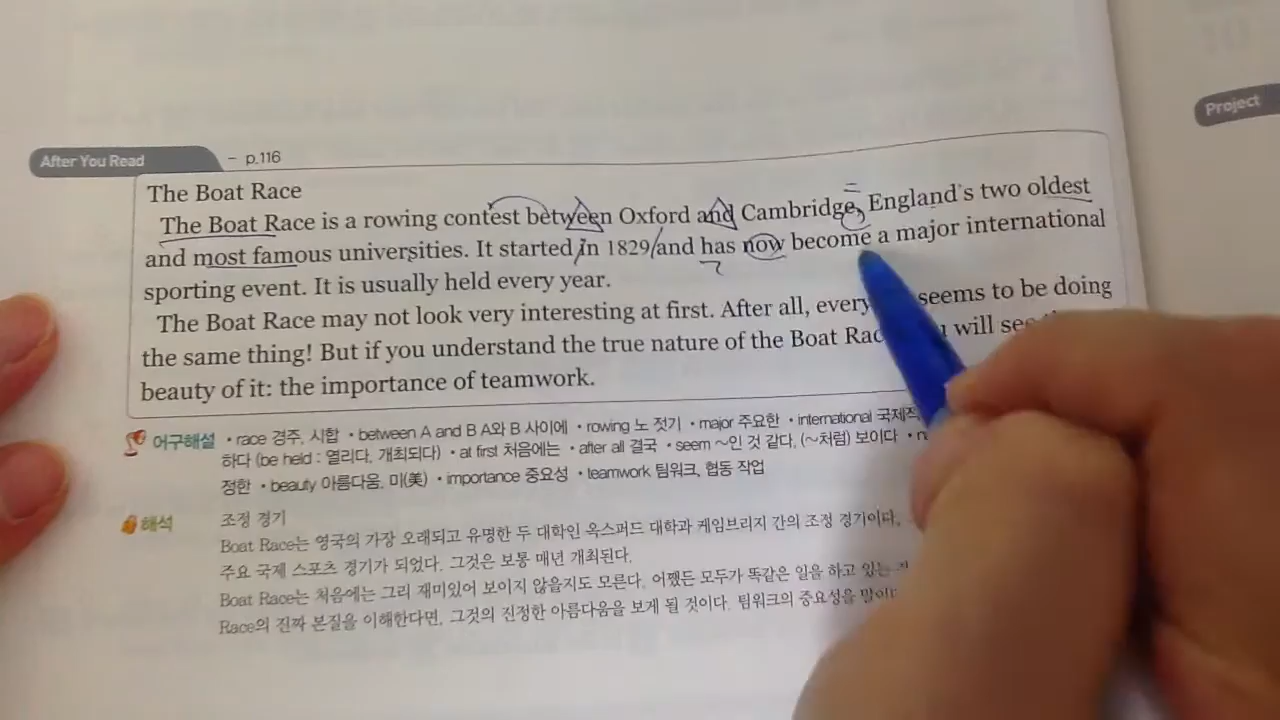 After You Read
– p.116
Project
The Boat Race
The Boat Race is a rowing contest between Oxford and Cambridge, England's two oldest
and most famous universities. It started in 1829 and has now become a major international
sporting event. It is usually held every year.
The Boat Race may not look very interesting at first. After all, every seems to be doing
the same thing! But if you understand the true nature of the Boat will
beauty of it: the importance of teamwork.
어구해설 • race 경주, 시합 • between A and B A와 B 사이에 • rowing 노 젓기 • major 주요한 • international
하다 (be held : 열리다, 개최되다) • at first 처음에는 • after all 결국 • seem ~인 것 같다, (~처럼) 보이다
정한 • beauty 아름다움, 미(美) • importance 중요성 • teamwork 팀워크, 협동 작업
해석 조정 경기
Boat Race는 영국의 가장 오래되고 유명한 두 대학인 옥스퍼드 대학과 케임브리지 간의 조정 경기이다.
주요 국제 스포츠 경기가 되었다. 그것은 보통 매년 개최된다.
Boat Race는 처음에는 그리 재미있어 보이지 않을지도 모른다. 어쨌든 모두가 똑같은 일을 하고 있는
Race의 진짜 본질을 이해한다면, 그것의 진정한 아름다움을 보게 될 것이다. 팀워크의 중요성을